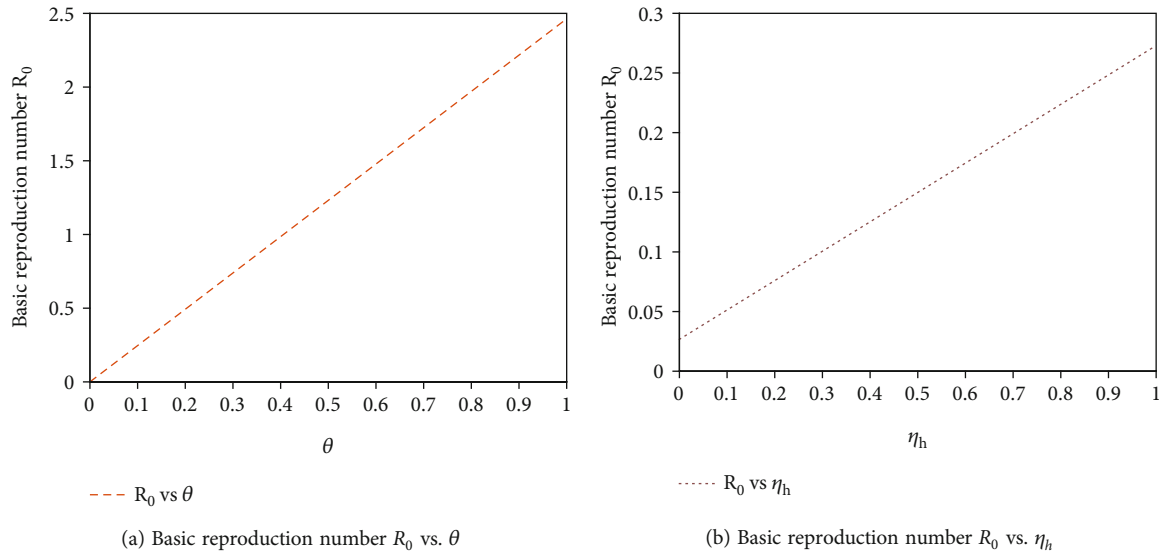 Basic reproduction number R0
2.5
2
1.5
1
0.5
0
0 0.1 0.2 0.3 0.4 0.5 0.6 0.7 0.8 0.9 1
θ
R0 vs θ
(a) Basic reproduction number R0 vs. θ
Basic reproduction number R0
0.3
0.25
0.2
0.15
0.1
0.05
0
0 0.1 0.2 0.3 0.4 0.5 0.6 0.7 0.8 0.9 1
ηh
R0 vs ηh
(b) Basic reproduction number R0 vs. ηh